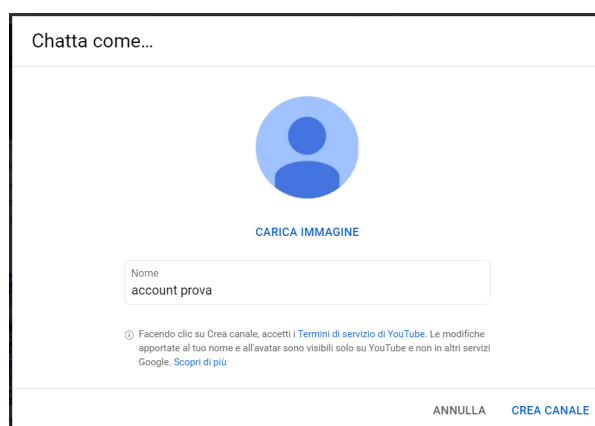 Chatta come…
CARICA IMMAGINE
Nome
account prova
Facendo clic su Crea canale, accetti i Termini di servizio di YouTube. Le modifiche
apportate al tuo nome e all'avatar sono visibili solo su YouTube e non in altri servizi
Google. Scopri di più
ANNULLA CREA CANALE